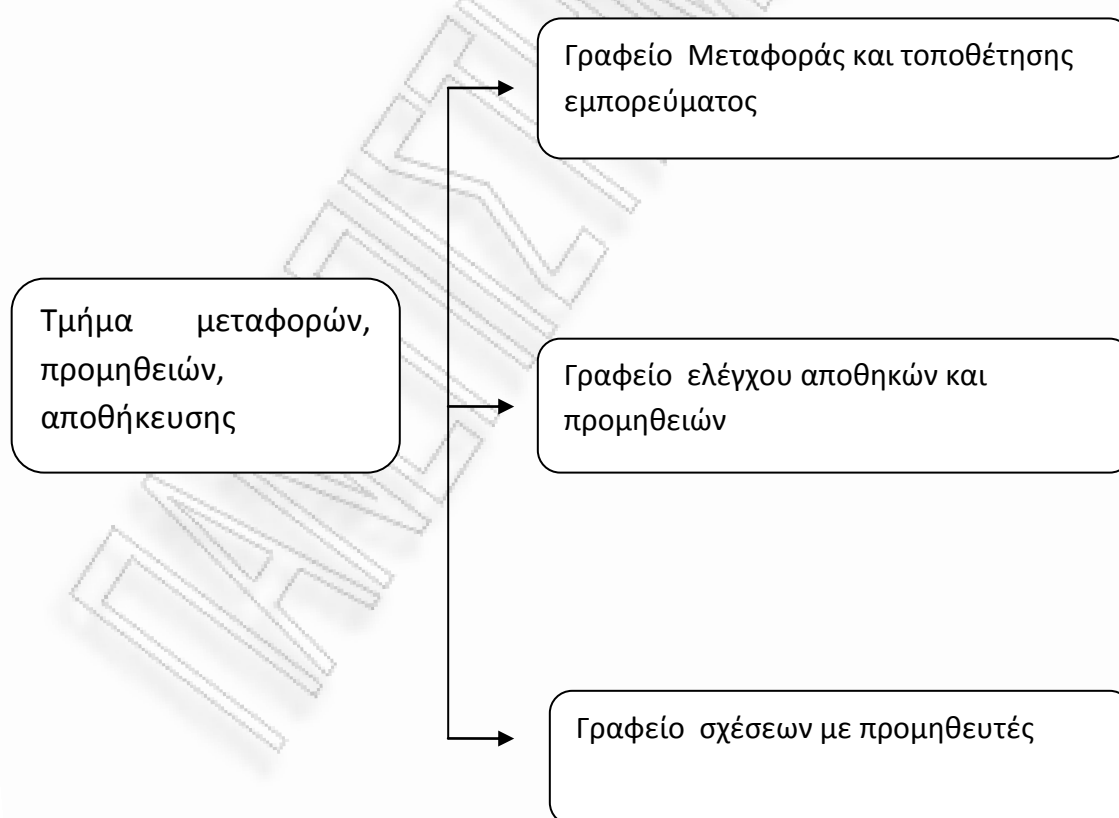 Γραφείο Μεταφοράς και τοποθέτησης
εμπορεύματος
Τμήμα μεταφορών,
προμηθειών,
αποθήκευσης
Γραφείο ελέγχου αποθηκών και
προμηθειών
Γραφείο σχέσεων με προμηθευτές